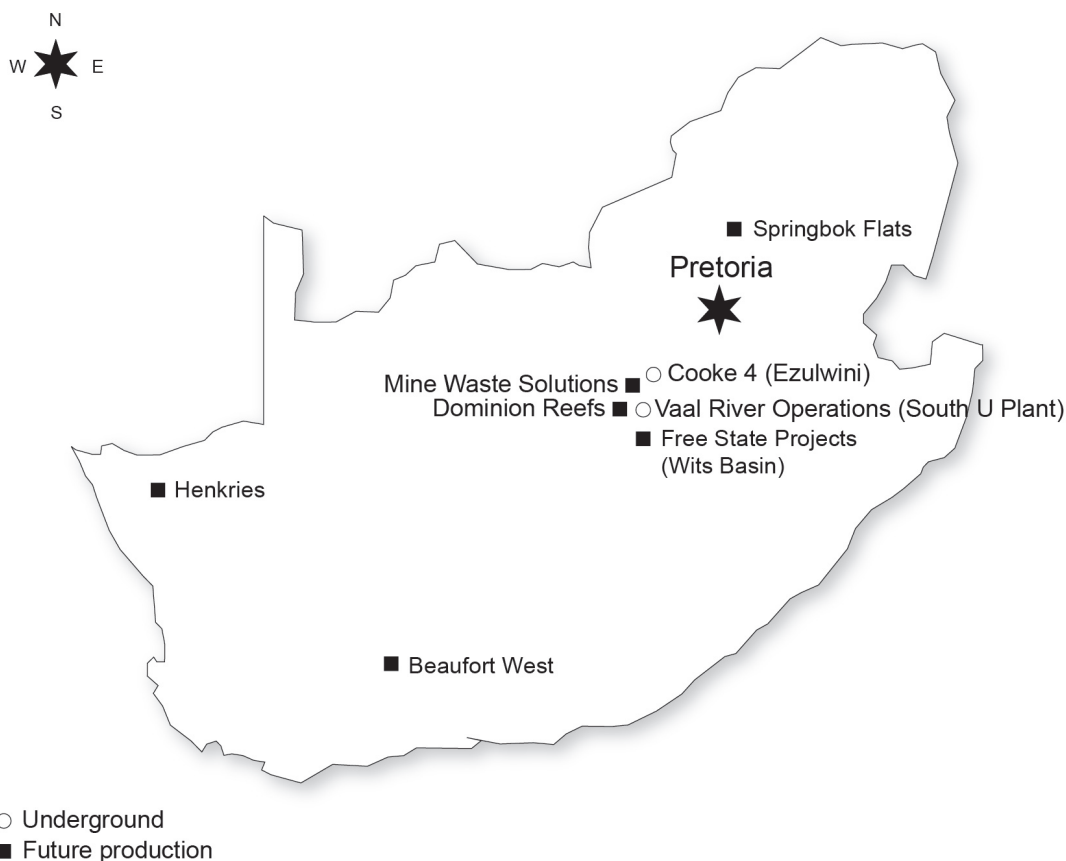 N
W E
S
Springbok Flats
Pretoria
Cooke 4 (Ezulwini)
Mine Waste Solutions
Dominion Reefs
Vaal River Operations (South U Plant)
Free State Projects
(Wits Basin)
Henkries
Beaufort West
Underground
Future production